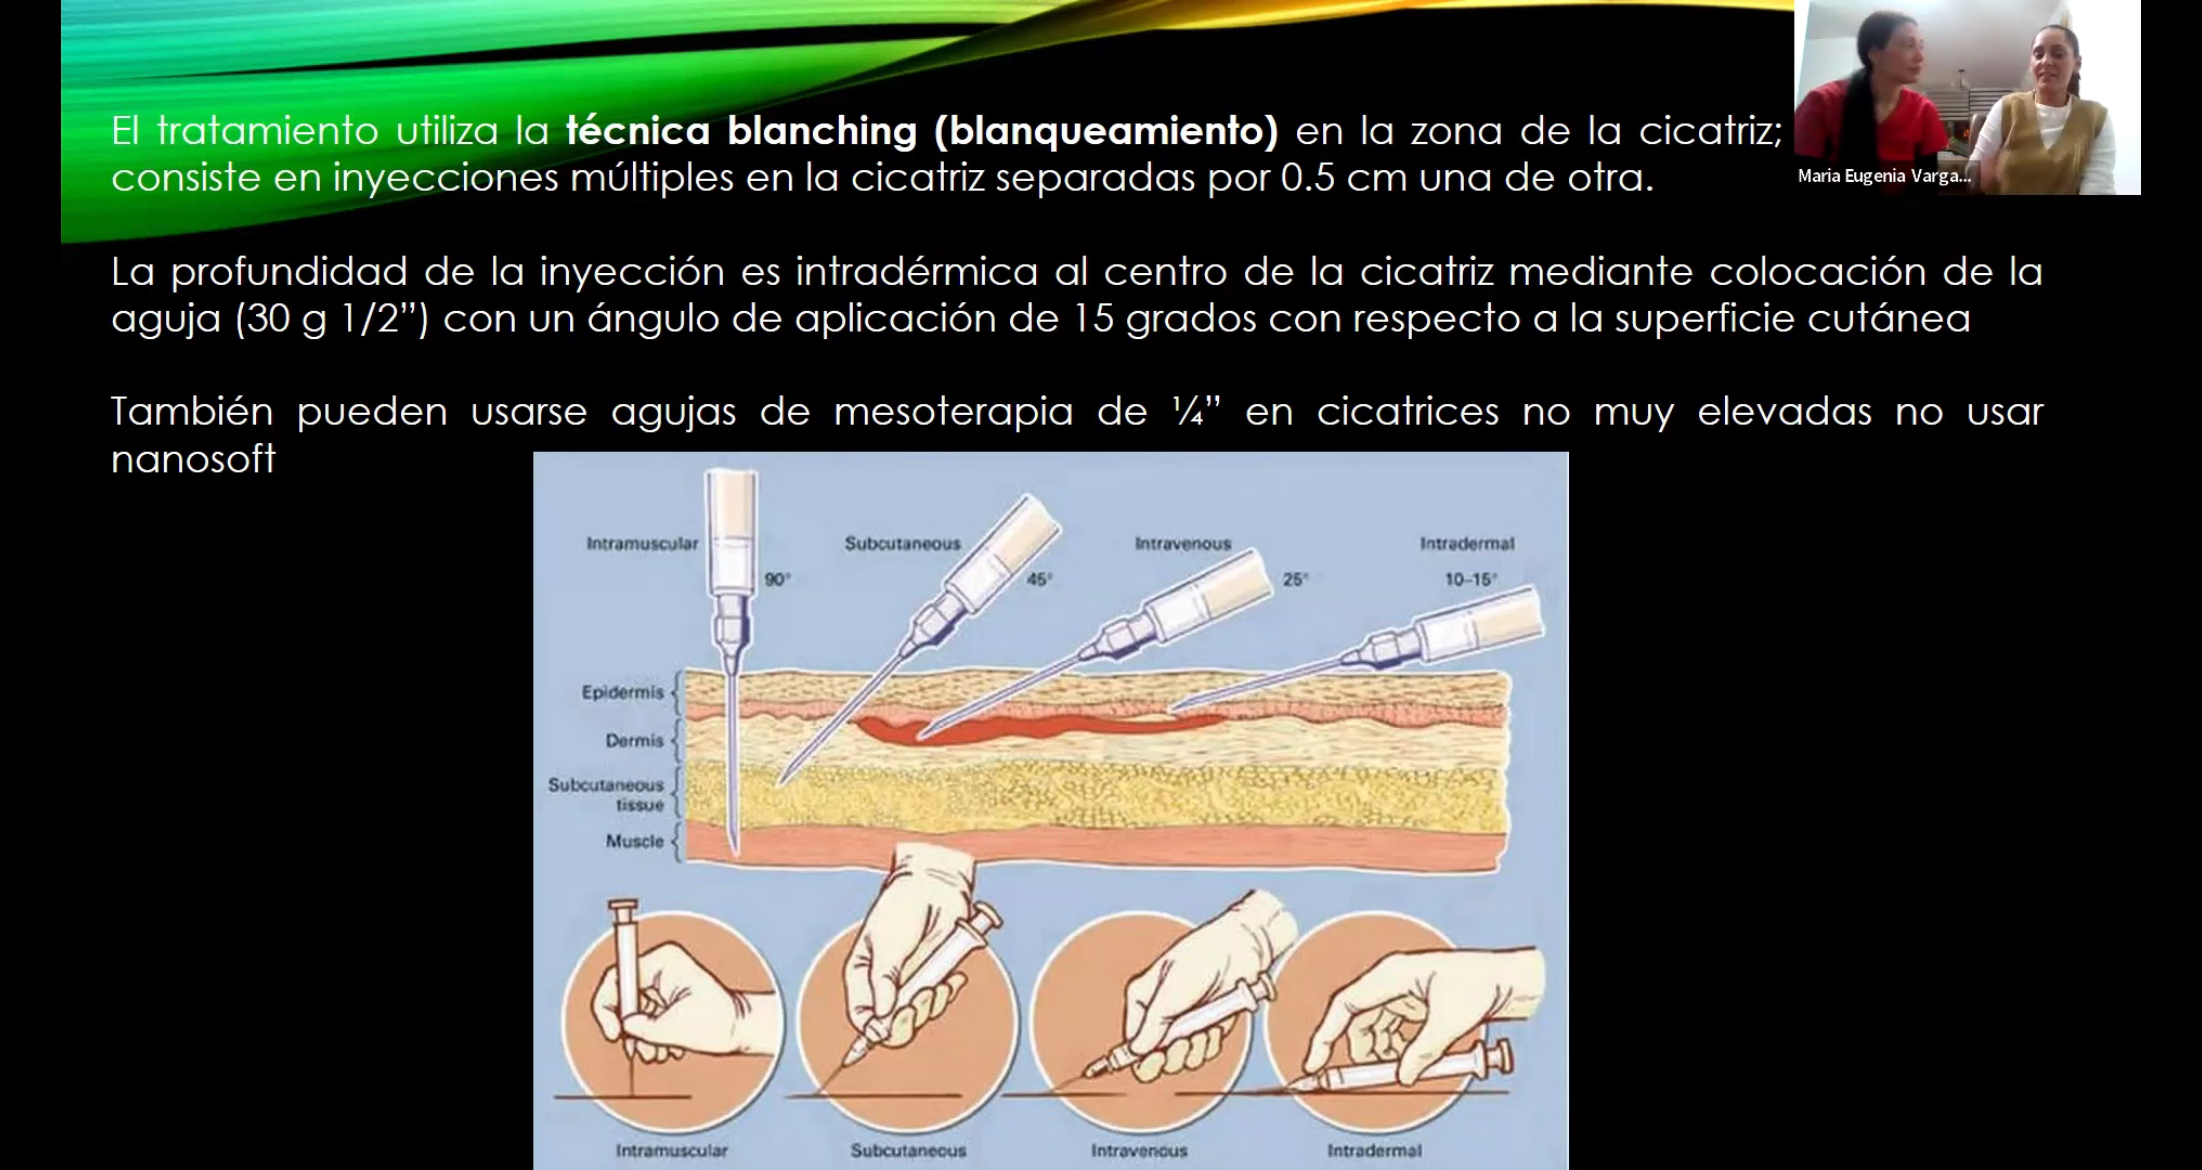 El tratamiento utiliza la técnica blanching (blanqueamiento) en la zona de la cicatriz;
consiste en inyecciones múltiples en la cicatriz separadas por 0.5 cm una de otra.
Maria Eugenia Varga...
La profundidad de la inyección es intradérmica al centro de la cicatriz mediante colocación de la
aguja (30 g 1/2”) con un ángulo de aplicación de 15 grados con respecto a la superficie cutánea
También pueden usarse agujas de mesoterapia de ¼” en cicatrices no muy elevadas no usar
nanosoft
Intramuscular
Subcutaneous
Intravenous
Intradermal
90°
45°
25°
10-15°
Epidermis
Dermis
Subcutaneous
tissue
Muscle
Intramuscular
Subcutaneous
Intravenous
Intradermal